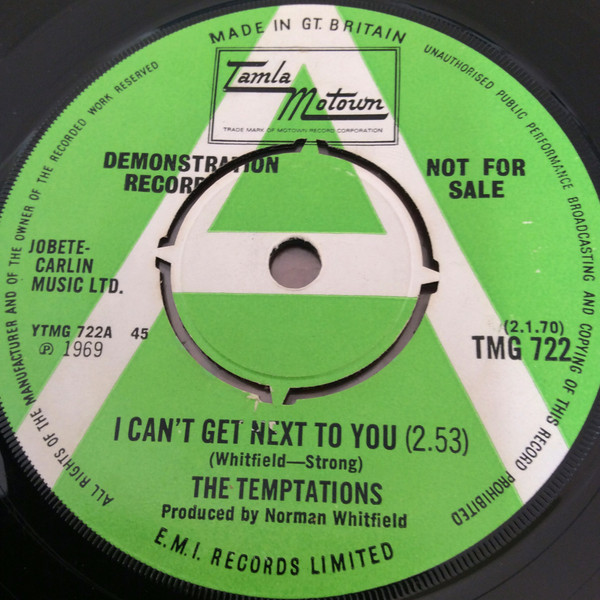 MADE IN GT. BRITAIN
Tamla
Motown
TRADE MARK OF MOTOWN RECORD CORPORATION
DEMONSTRATION
RECORD
NOT FOR
SALE
JOBETE-
CARLIN
MUSIC LTD.
YTMG 722A 45
℗ 1969
(2.1.70)
TMG 722
I CAN'T GET NEXT TO YOU (2.53)
(Whitfield—Strong)
THE TEMPTATIONS
Produced by Norman Whitfield
E.M.I. RECORDS LIMITED
ALL RIGHTS OF THE MANUFACTURER AND OF THE OWNER OF THE RECORDED WORK RESERVED
UNAUTHORISED PUBLIC PERFORMANCE BROADCASTING AND COPYING OF THIS RECORD PROHIBITED